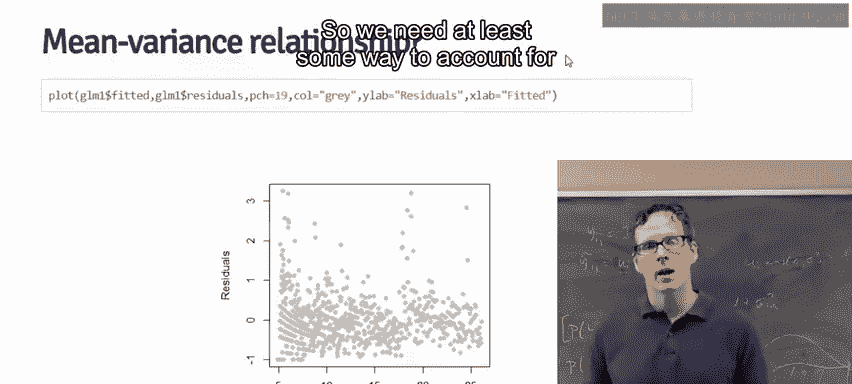 Mean-variance relationship
So we need at least
some way to account for
plot(glm1$fitted,glm1$residuals,pch=19,col="grey",ylab="Residuals",xlab="Fitted")
Residuals
3
2
1
0
-1
5
10
15
20
25